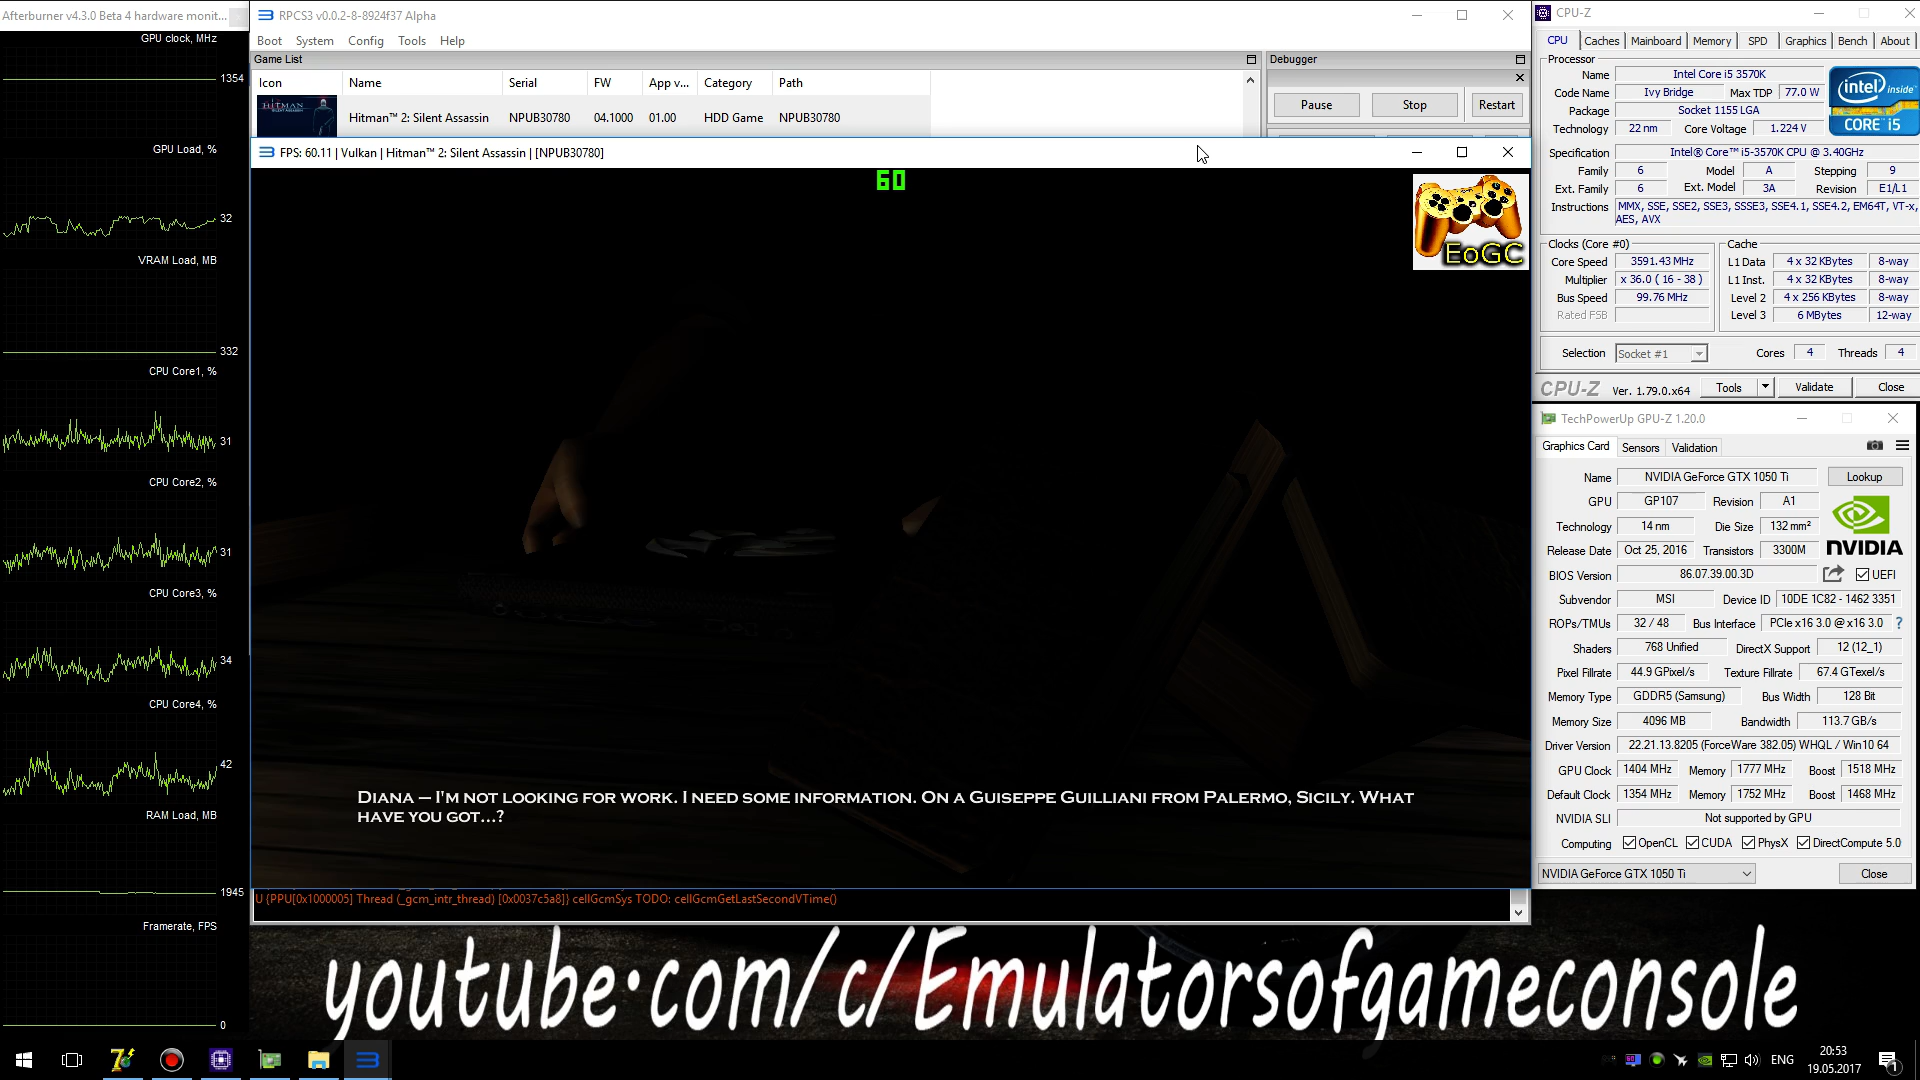 Afterburner v4.3.0 Beta 4 hardware monit...
GPU clock, MHz
1354
GPU Load, %
32
VRAM Load, MB
332
CPU Core1, %
31
CPU Core2, %
31
CPU Core3, %
34
CPU Core4, %
42
RAM Load, MB
1945
Framerate, FPS
0
RPCS3 v0.0.2-8-8924f37 Alpha
Boot System Config Tools Help
Game List
Icon Name Serial FW App v... Category Path
HITMAN
Hitman™ 2: Silent Assassin NPUB30780 04.1000 01.00 HDD Game NPUB30780
Debugger
Pause Stop Restart
FPS: 60.11 | Vulkan | Hitman™ 2: Silent Assassin | [NPUB30780]
60
EoGC
Diana – I'm not looking for work. I need some information. On a Guiseppe Guilliani from Palermo, Sicily. What
have you got...?
U {PPU[0x1000005] Thread (_gcm_intr_thread) [0x0037c5a8]} cellGcmSys TODO: cellGcmGetLastSecondVTime()
youtube.com/c/Emulatorsofgameconsole
CPU-Z
CPU Caches Mainboard Memory SPD Graphics Bench About
Processor
Name Intel Core i5 3570K
Code Name Ivy Bridge Max TDP 77.0 W
Package Socket 1155 LGA
Technology 22 nm Core Voltage 1.224 V
intel inside™
CORE i5
Specification Intel® Core™ i5-3570K CPU @ 3.40GHz
Family 6 Model A Stepping 9
Ext. Family 6 Ext. Model 3A Revision E1/L1
Instructions MMX, SSE, SSE2, SSE3, SSSE3, SSE4.1, SSE4.2, EM64T, VT-x,
AES, AVX
Clocks (Core #0)
Core Speed 3591.43 MHz
Multiplier x 36.0 ( 16 - 38 )
Bus Speed 99.76 MHz
Rated FSB
Cache
L1 Data 4 x 32 KBytes 8-way
L1 Inst. 4 x 32 KBytes 8-way
Level 2 4 x 256 KBytes 8-way
Level 3 6 MBytes 12-way
Selection Socket #1 Cores 4 Threads 4
CPU-Z Ver. 1.79.0.x64 Tools Validate Close
TechPowerUp GPU-Z 1.20.0
Graphics Card Sensors Validation
Name NVIDIA GeForce GTX 1050 Ti Lookup
GPU GP107 Revision A1
Technology 14 nm Die Size 132 mm²
Release Date Oct 25, 2016 Transistors 3300M
NVIDIA
BIOS Version 86.07.39.00.3D UEFI
Subvendor MSI Device ID 10DE 1C82 - 1462 3351
ROPs/TMUs 32 / 48 Bus Interface PCIe x16 3.0 @ x16 3.0 ?
Shaders 768 Unified DirectX Support 12 (12_1)
Pixel Fillrate 44.9 GPixel/s Texture Fillrate 67.4 GTexel/s
Memory Type GDDR5 (Samsung) Bus Width 128 Bit
Memory Size 4096 MB Bandwidth 113.7 GB/s
Driver Version 22.21.13.8205 (ForceWare 382.05) WHQL / Win10 64
GPU Clock 1404 MHz Memory 1777 MHz Boost 1518 MHz
Default Clock 1354 MHz Memory 1752 MHz Boost 1468 MHz
NVIDIA SLI Not supported by GPU
Computing OpenCL CUDA PhysX DirectCompute 5.0
NVIDIA GeForce GTX 1050 Ti Close
ENG
20:53
19.05.2017
1